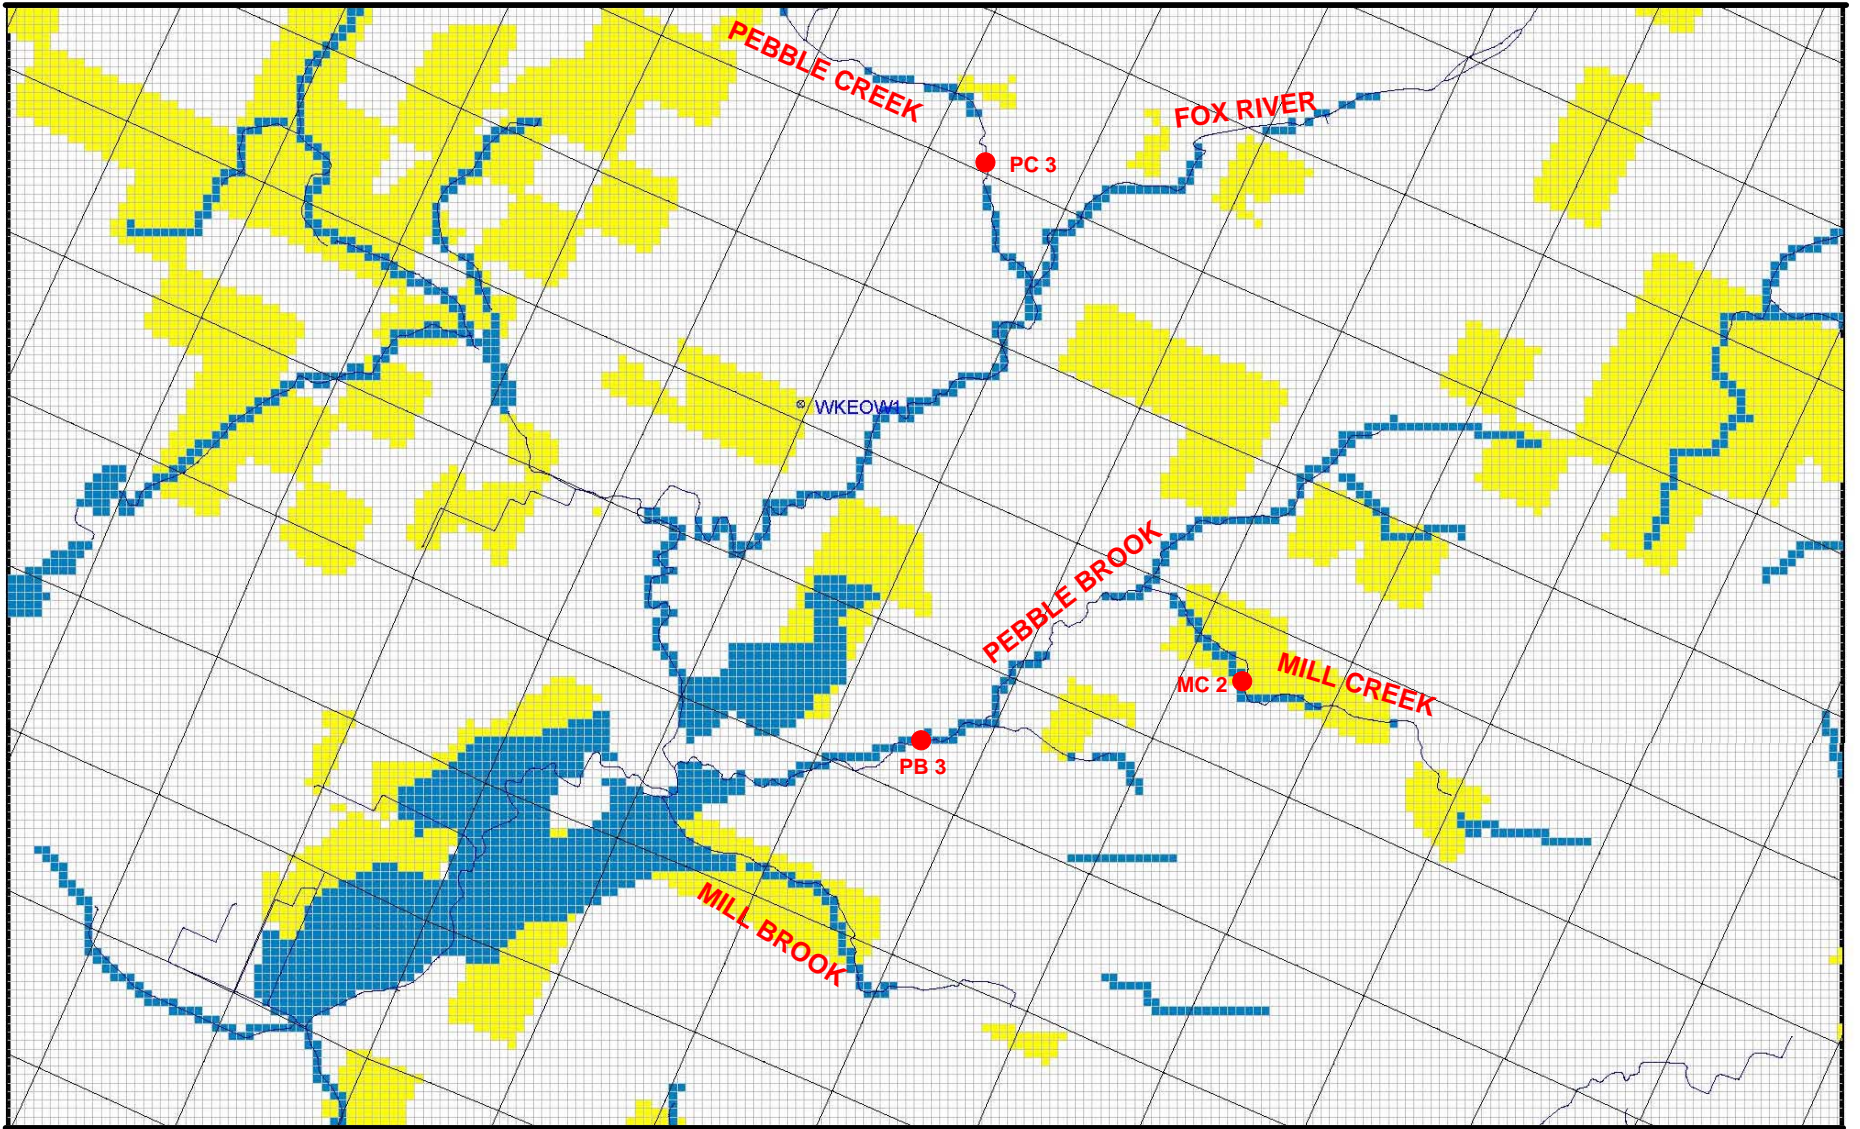 PEBBLE CREEK
FOX RIVER
PC 3
WKEOW1
PEBBLE BROOK
MILL CREEK
MC 2
PB 3
MILL BROOK